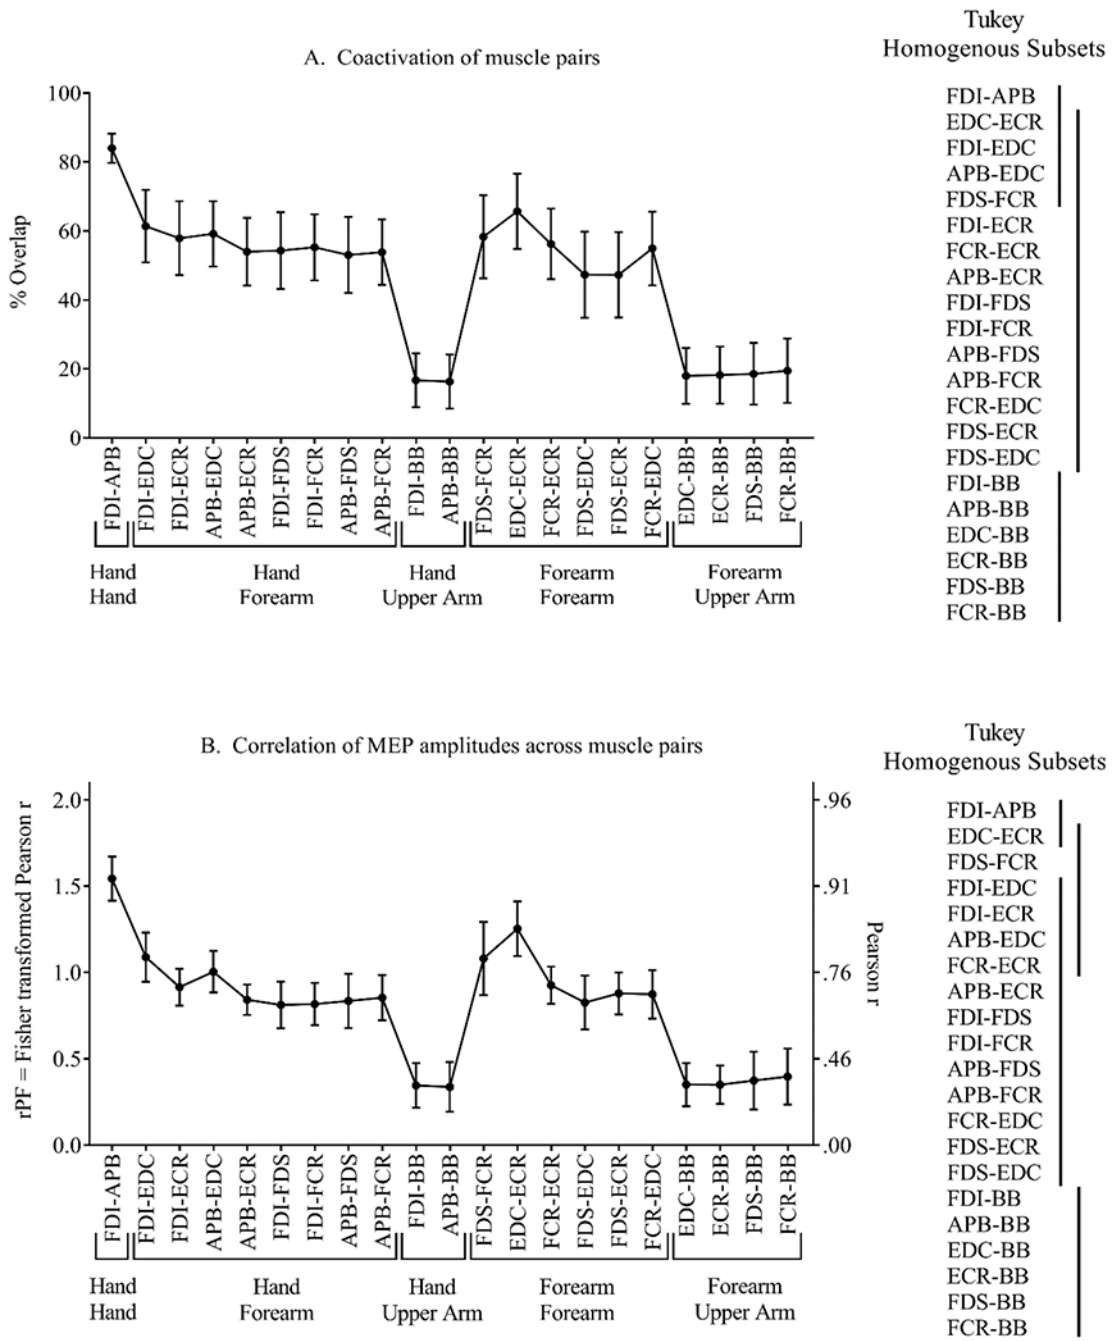 Tukey
Homogenous Subsets
A. Coactivation of muscle pairs
% Overlap
100
80
60
40
20
0
FDI-APB
FDI-EDC
FDI-ECR
APB-EDC
APB-ECR
FDI-FDS
FDI-FCR
APB-FDS
APB-FCR
FDI-BB
APB-BB
FDS-FCR
EDC-ECR
FCR-ECR
FDS-EDC
FDS-ECR
FCR-EDC
EDC-BB
ECR-BB
FDS-BB
FCR-BB
Hand
Hand
Hand
Forearm
Hand
Upper Arm
Forearm
Forearm
Forearm
Upper Arm
FDI-APB
EDC-ECR
FDI-EDC
APB-EDC
FDS-FCR
FDI-ECR
FCR-ECR
APB-ECR
FDI-FDS
FDI-FCR
APB-FDS
APB-FCR
FCR-EDC
FDS-ECR
FDS-EDC
FDI-BB
APB-BB
EDC-BB
ECR-BB
FDS-BB
FCR-BB
Tukey
Homogenous Subsets
B. Correlation of MEP amplitudes across muscle pairs
rPF = Fisher transformed Pearson r
2.0
1.5
1.0
0.5
0.0
.96
.91
.76
.46
.00
Pearson r
FDI-APB
FDI-EDC
FDI-ECR
APB-EDC
APB-ECR
FDI-FDS
FDI-FCR
APB-FDS
APB-FCR
FDI-BB
APB-BB
FDS-FCR
EDC-ECR
FCR-ECR
FDS-EDC
FDS-ECR
FCR-EDC
EDC-BB
ECR-BB
FDS-BB
FCR-BB
Hand
Hand
Hand
Forearm
Hand
Upper Arm
Forearm
Forearm
Forearm
Upper Arm
FDI-APB
EDC-ECR
FDS-FCR
FDI-EDC
FDI-ECR
APB-EDC
FCR-ECR
APB-ECR
FDI-FDS
FDI-FCR
APB-FDS
APB-FCR
FCR-EDC
FDS-ECR
FDS-EDC
FDI-BB
APB-BB
EDC-BB
ECR-BB
FDS-BB
FCR-BB